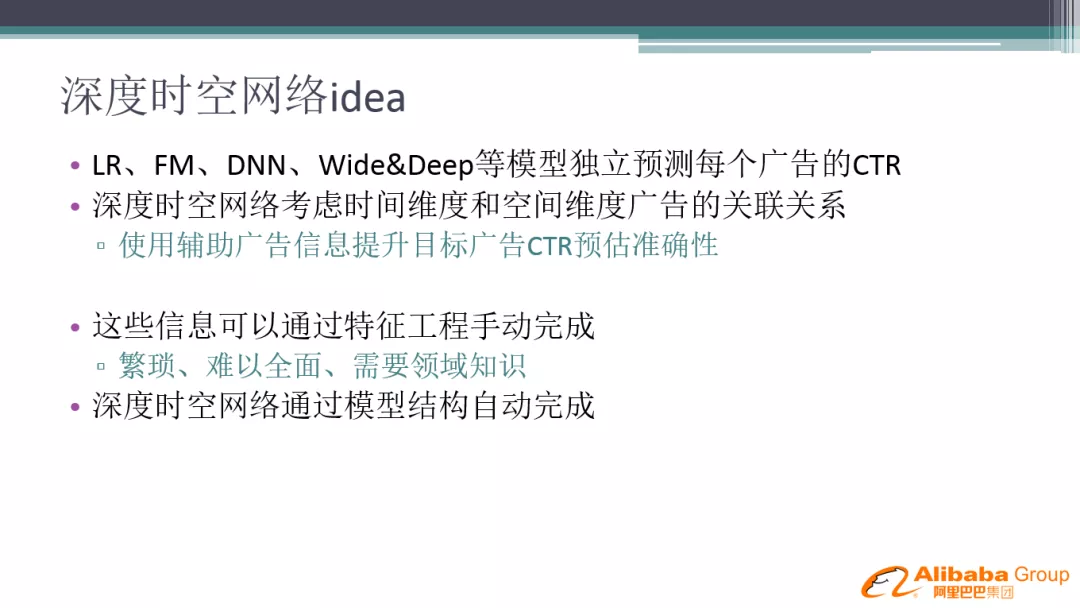 深度时空网络idea
• LR、FM、DNN、Wide&Deep等模型独立预测每个广告的CTR
• 深度时空网络考虑时间维度和空间维度广告的关联关系
▫ 使用辅助广告信息提升目标广告CTR预估准确性
• 这些信息可以通过特征工程手动完成
▫ 繁琐、难以全面、需要领域知识
• 深度时空网络通过模型结构自动完成
Alibaba Group
阿里巴巴集团